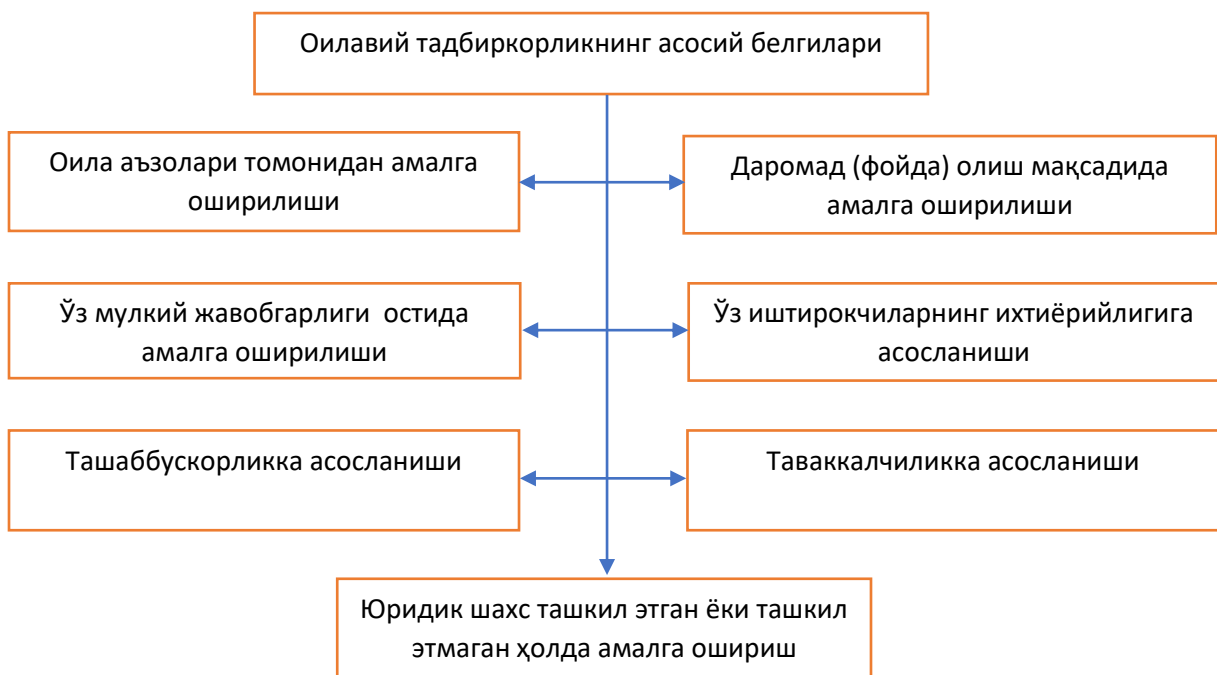 Оилавий тадбиркорликнинг асосий белгилари
Оила аъзолари томонидан амалга
оширилиши
Даромад (фойда) олиш мақсадида
амалга оширилиши
Ўз мулкий жавобгарлиги остида
амалга оширилиши
Ўз иштирокчиларнинг ихтиёрийлигига
асосланиши
Ташаббускорликка асосланиши
Таваккалчиликка асосланиши
Юридик шахс ташкил этган ёки ташкил
этмаган ҳолда амалга ошириш